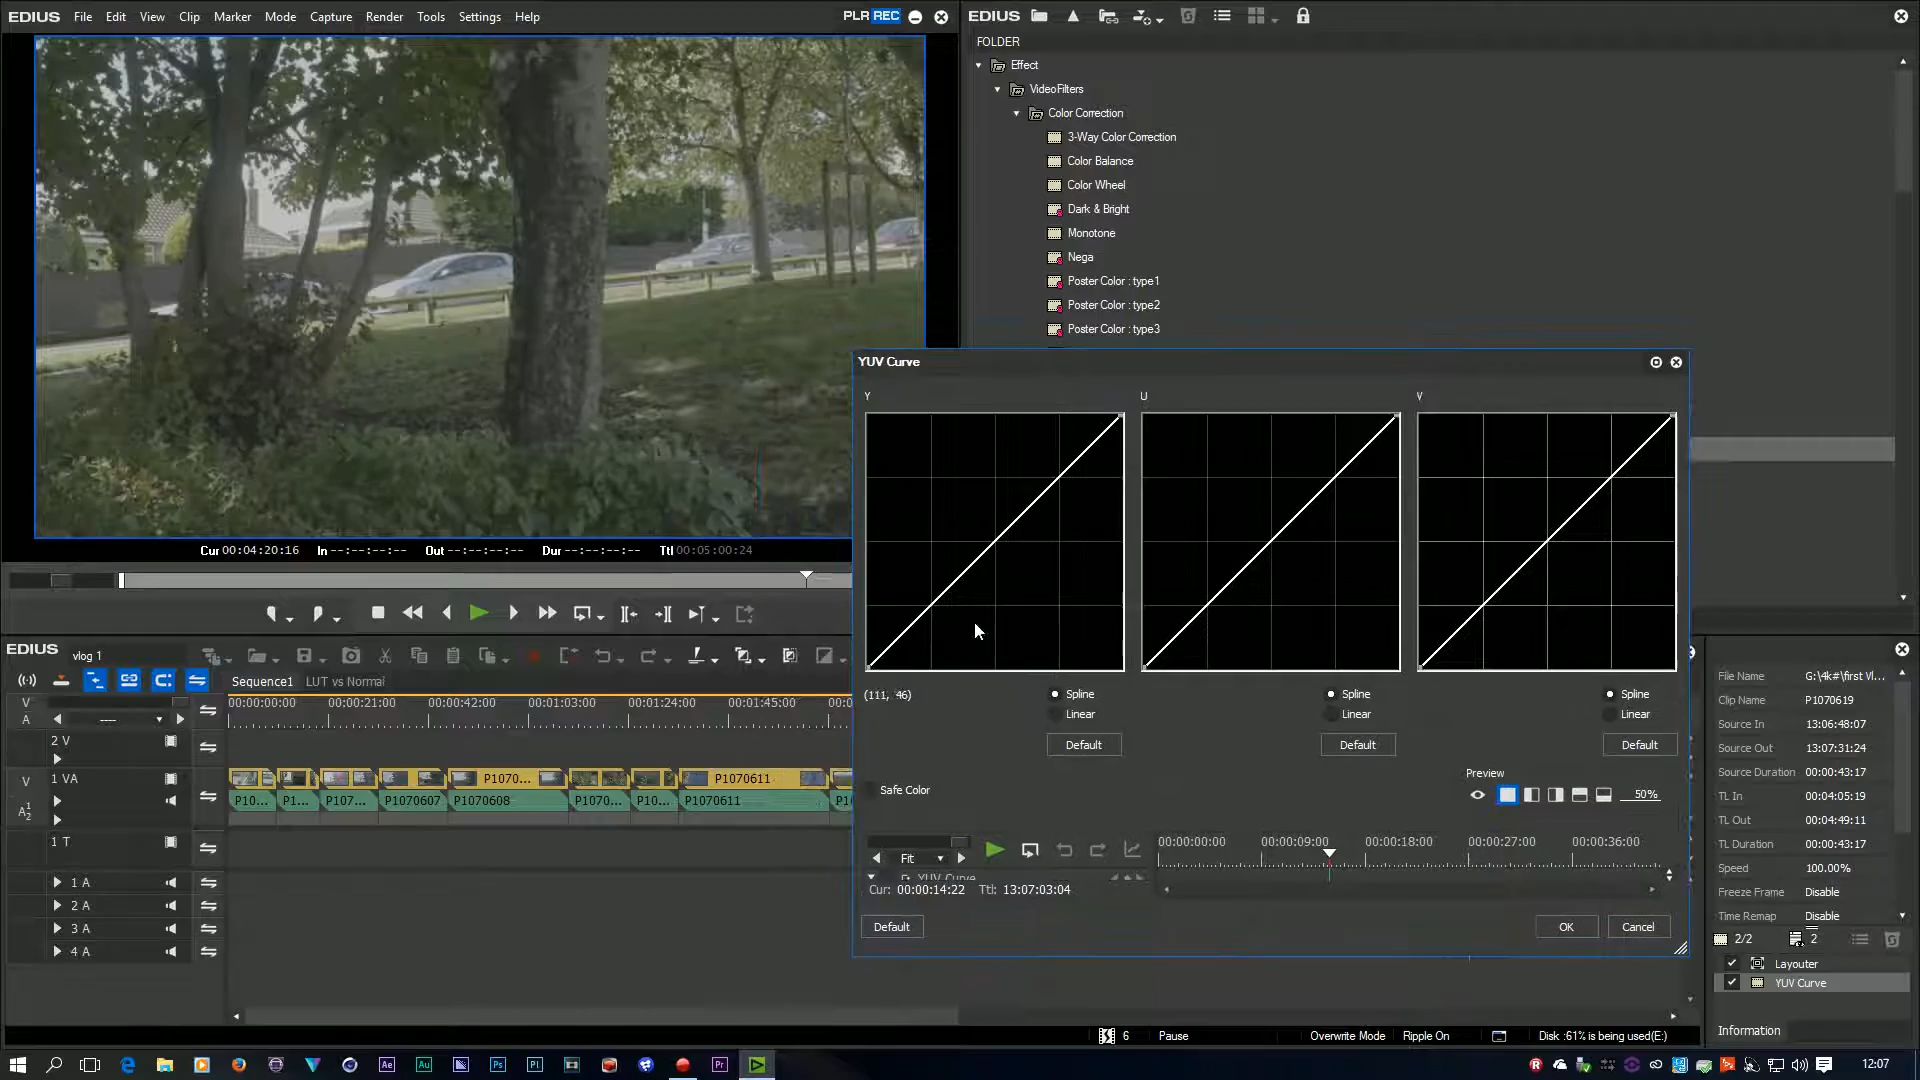 EDIUS File Edit View Clip Marker Mode Capture Render Tools Settings Help PLR REC
EDIUS
FOLDER
Effect
VideoFilters
Color Correction
3-Way Color Correction
Color Balance
Color Wheel
Dark & Bright
Monotone
Nega
Poster Color : type1
Poster Color : type2
Poster Color : type3
Cur 00:04:20:16 In --:--:--:-- Out --:--:--:-- Dur --:--:--:-- Ttl 00:05:00:24
YUV Curve
Y U V
(111, 46)
Spline Spline Spline
Linear Linear Linear
Default Default Default
Preview
Safe Color
50%
00:00:00:00 00:00:09:00 00:00:18:00 00:00:27:00 00:00:36:00
Fit
YUV Curve
Cur: 00:00:14:22 Ttl: 13:07:03:04
Default OK Cancel
EDIUS vlog 1
Sequence1 LUT vs Normal
00:00:00:00 00:00:21:00 00:00:42:00 00:01:03:00 00:01:24:00 00:01:45:00
V
A ----
2 V
V 1 VA P1070... P1070611
A12 P10... P1... P107... P1070607 P1070608 P1070... P10... P1070611
1 T
1 A
2 A
3 A
4 A
File Name G:\4k#\first Vl...
Clip Name P1070619
Source In 13:06:48:07
Source Out 13:07:31:24
Source Duration 00:00:43:17
TL In 00:04:05:19
TL Out 00:04:49:11
TL Duration 00:00:43:17
Speed 100.00%
Freeze Frame Disable
Time Remap Disable
2/2 2
Layouter
YUV Curve
Information
6 Pause Overwrite Mode Ripple On Disk :61% is being used(E:)
Ae Au Ps Pl Pr 12:07